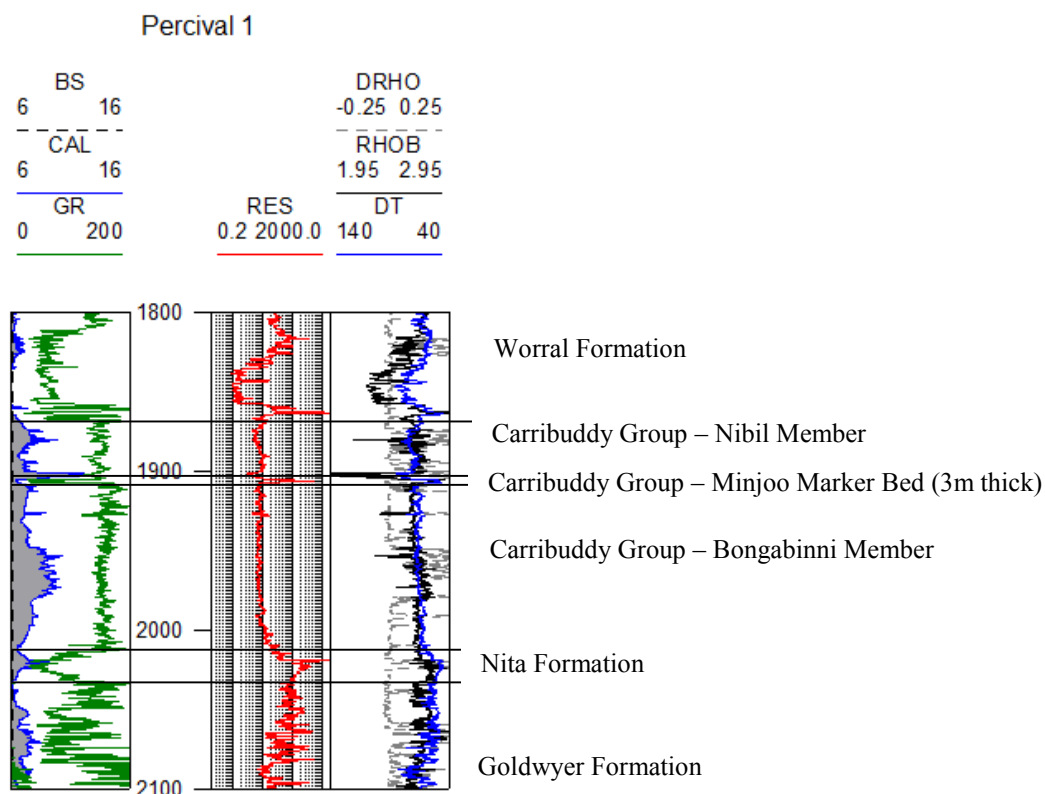 Percival 1
BS
6 16
CAL
6 16
GR
0 200
RES
0.2 2000.0
DRHO
-0.25 0.25
RHOB
1.95 2.95
DT
140 40
1800
Worral Formation
Carribuddy Group – Nibil Member
1900
Carribuddy Group – Minjoo Marker Bed (3m thick)
Carribuddy Group – Bongabinni Member
2000
Nita Formation
Goldwyer Formation
2100